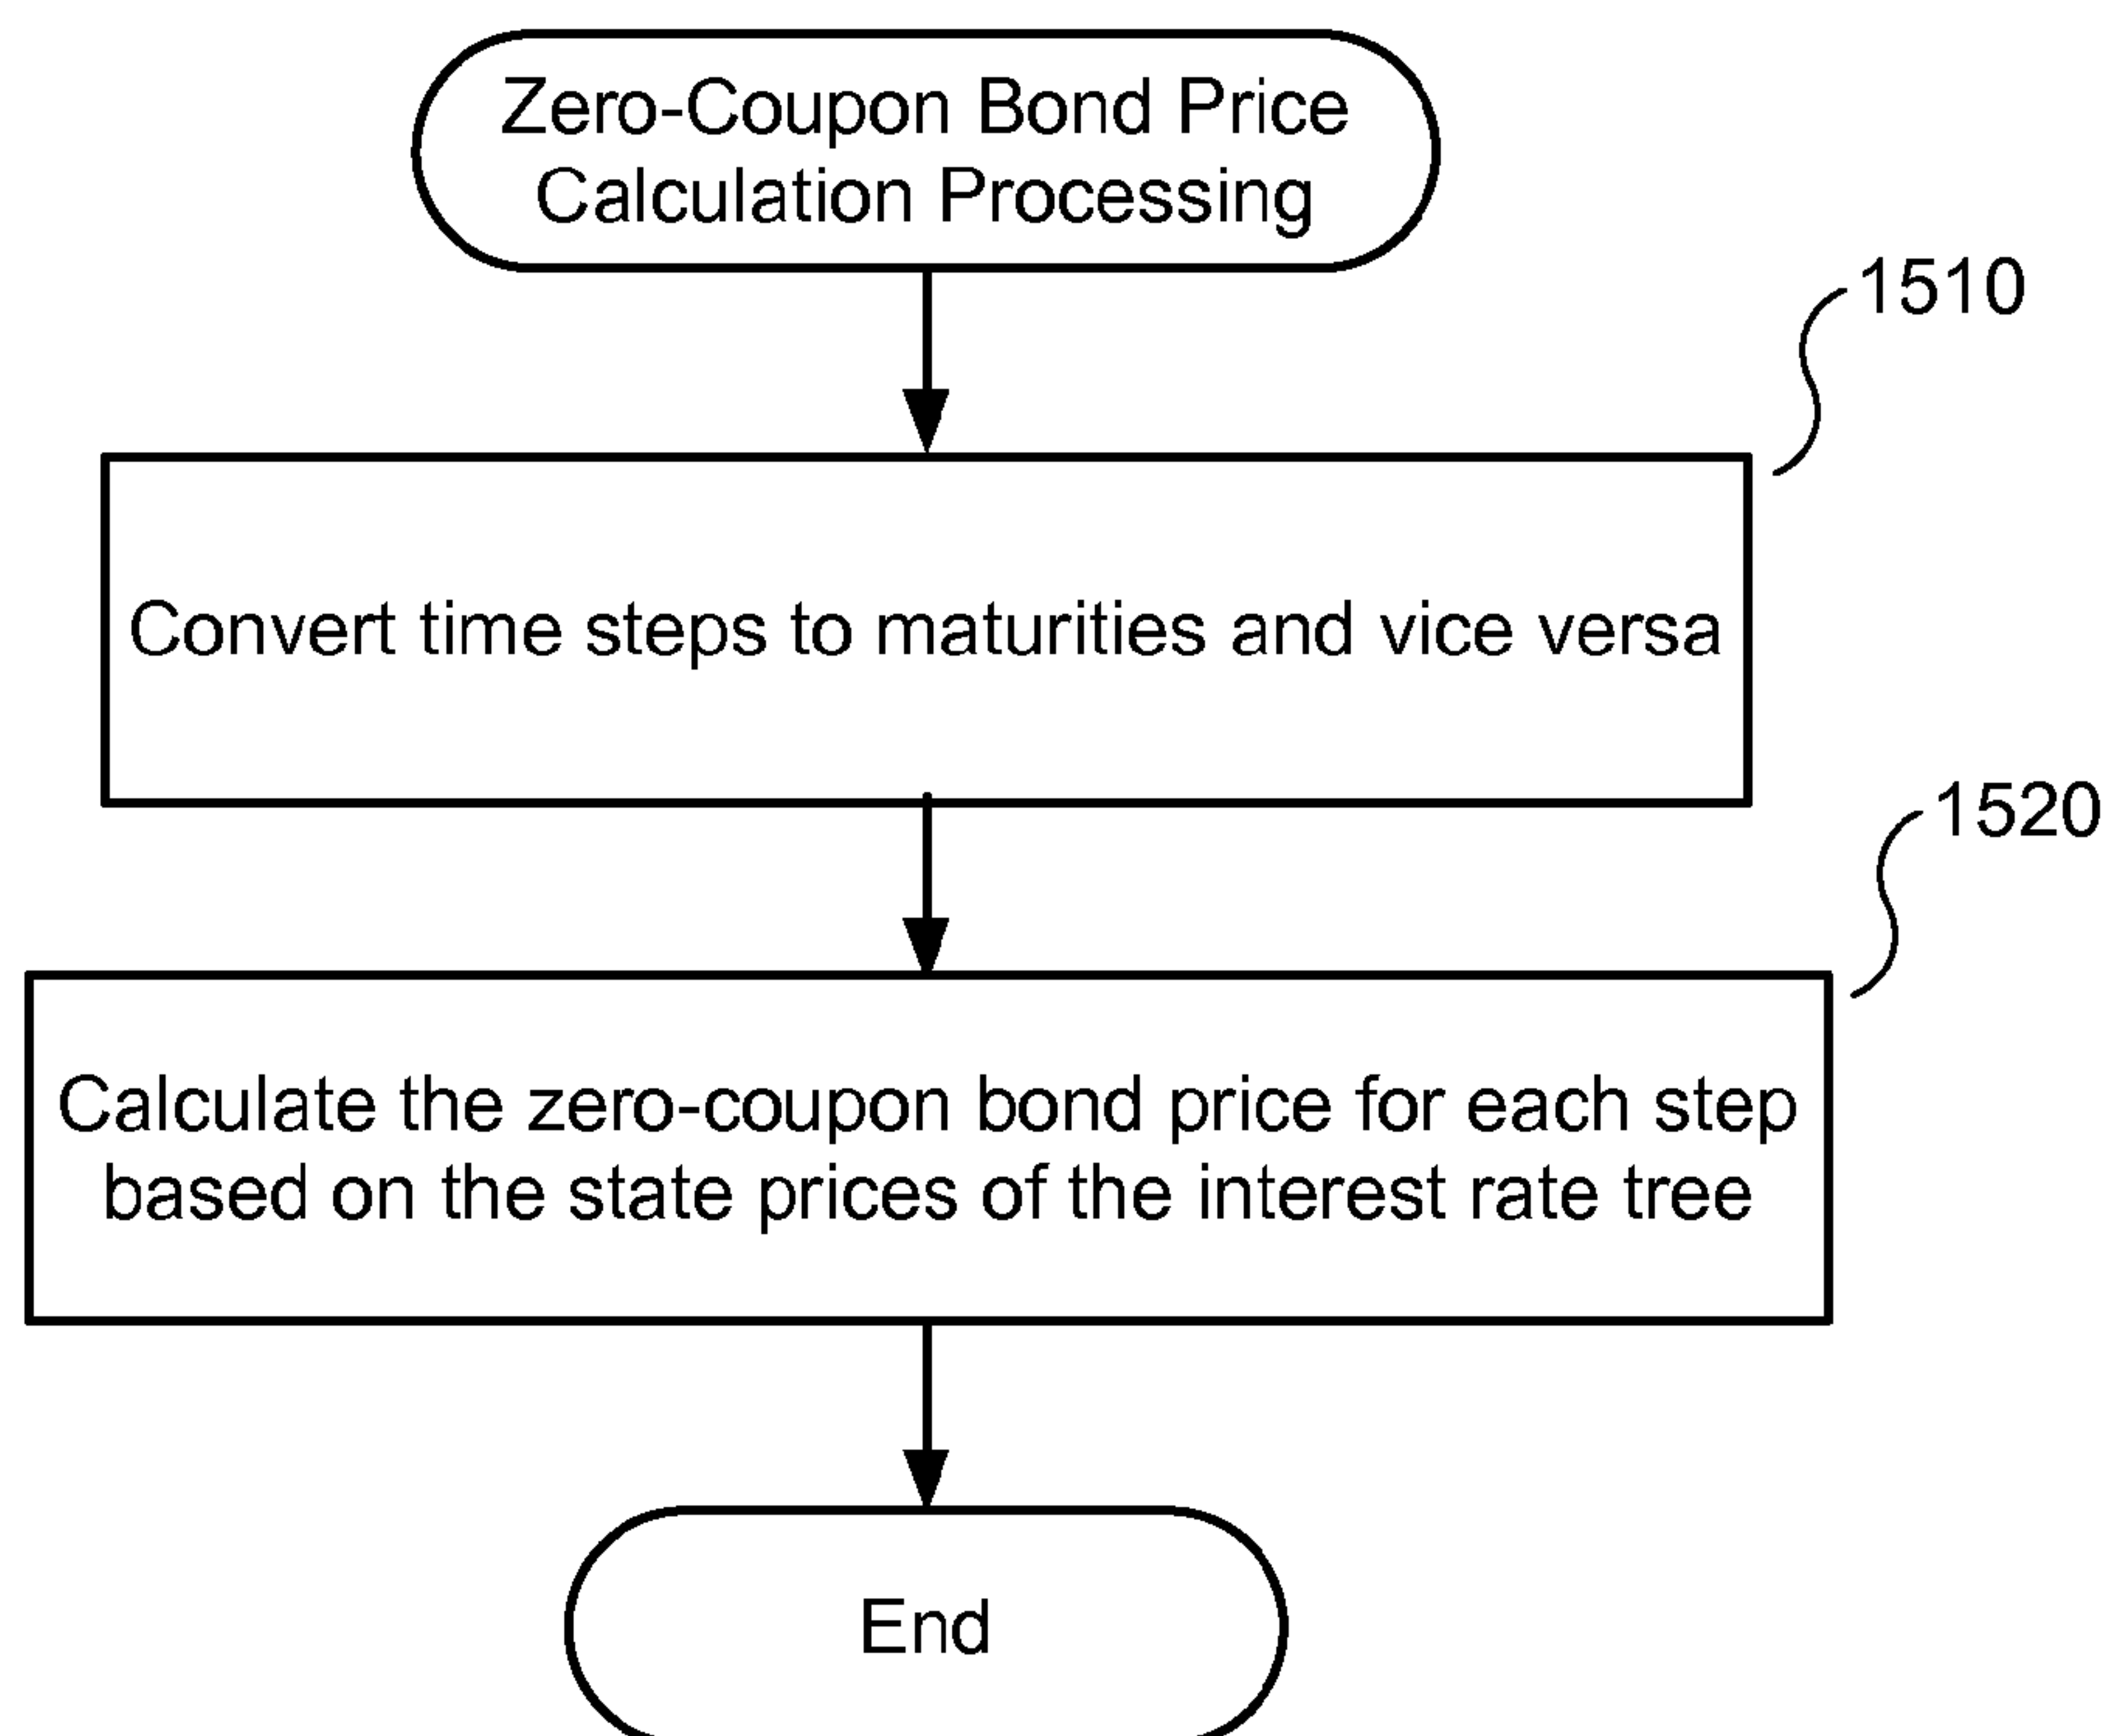 Zero-Coupon Bond Price
Calculation Processing
1510
Convert time steps to maturities and vice versa
1520
Calculate the zero-coupon bond price for each step
based on the state prices of the interest rate tree
End